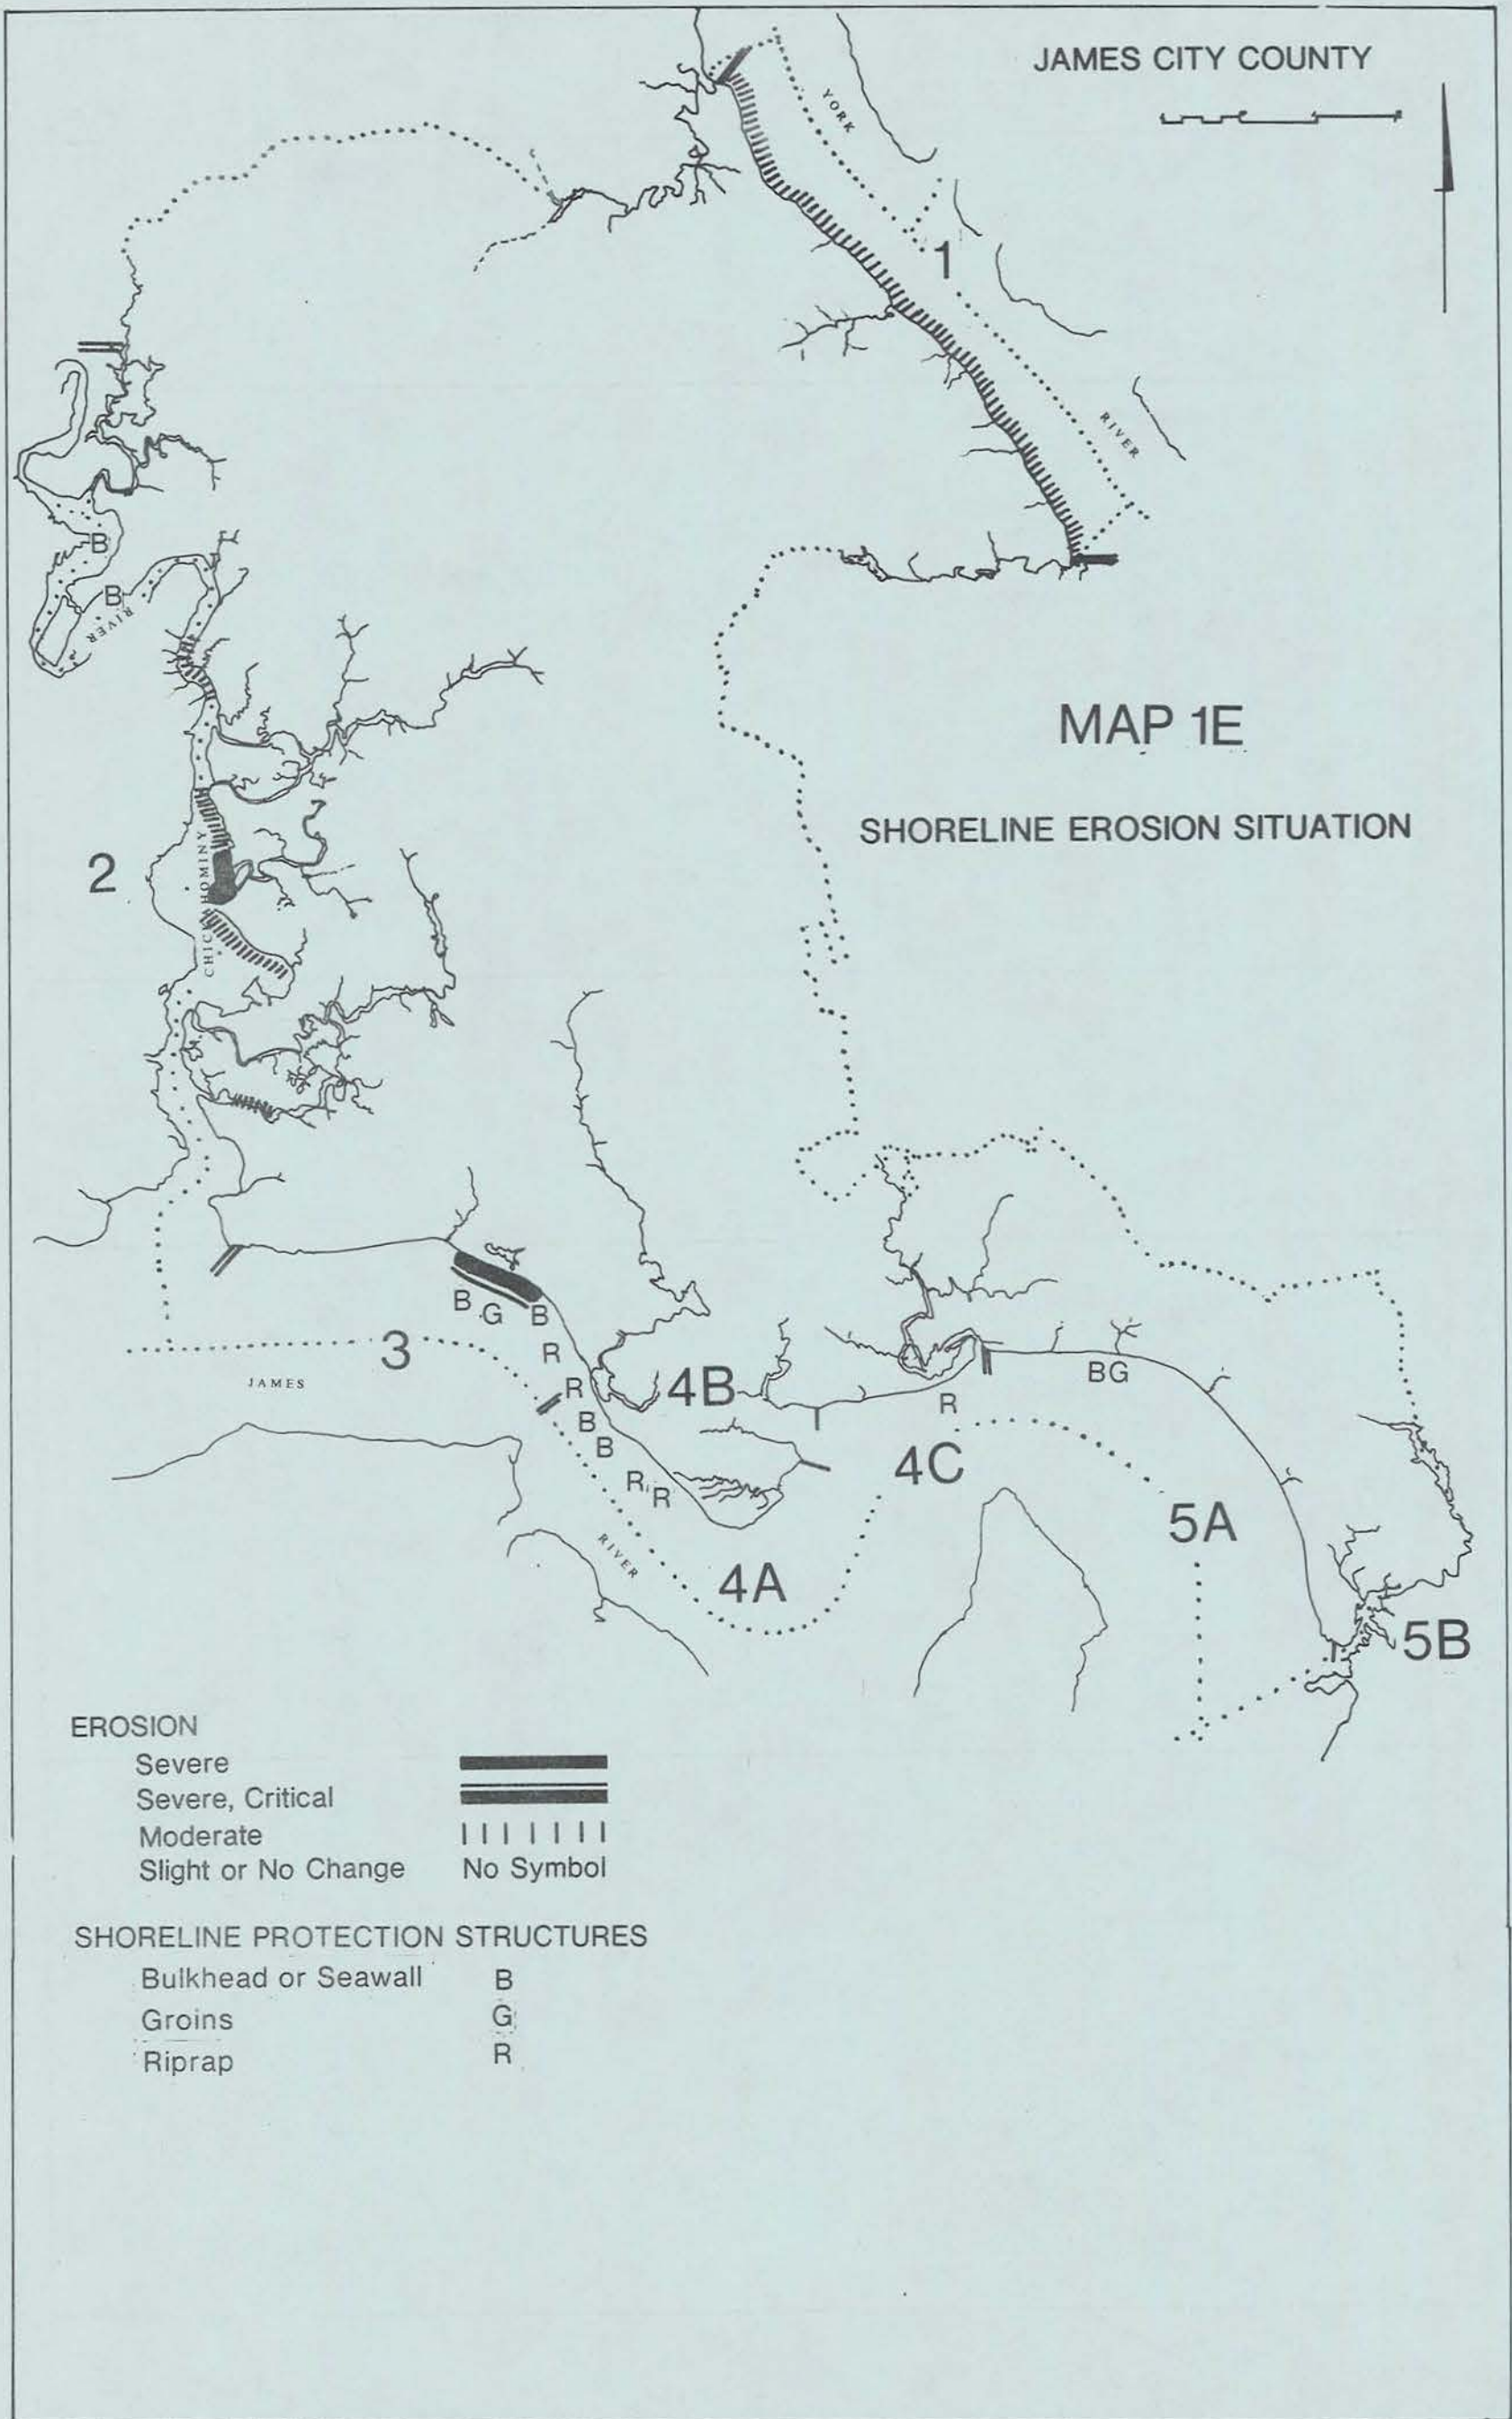 JAMES CITY COUNTY
YORK
1
RIVER
B
B
RIVER
MAP 1E
SHORELINE EROSION SITUATION
2
CHICKAHOMINY
B G B
3
R
JAMES
R
4B
BG
B
R
B
4C
R R
5A
RIVER
4A
5B
EROSION
Severe
Severe, Critical
Moderate
Slight or No Change No Symbol
SHORELINE PROTECTION STRUCTURES
Bulkhead or Seawall B
Groins G
Riprap R